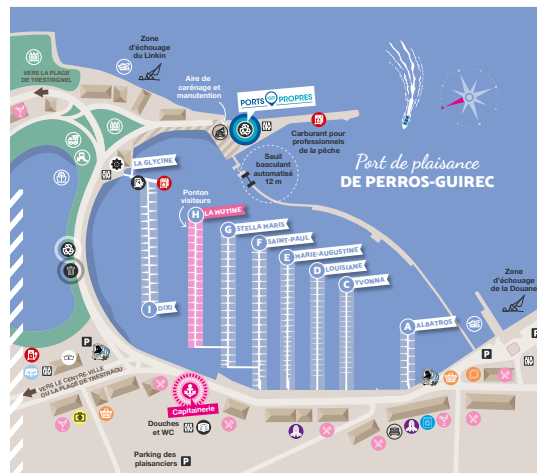 Zone
d'échouage
du Linkin
VERS LA PLAGE
DE TRESTRIGNEL
Aire de
carénage et
manutention
PORTS PROPRES
Carburant pour
professionnels
de la pêche
Seuil
basculant
automatisé
12 m
Port de plaisance
DE PERROS-GUIREC
LA GLYCINE
Ponton
visiteurs
H LA MUTINE
G STELLA MARIS
F SAINT-PAUL
E MARIE-AUGUSTINE
D LOUISIANE
C YVONNA
I DIXI
A ALBATROS
Zone
d'échouage
de la Douane
P
P
P
VERS LE CENTRE-VILLE
OU LA PLAGE DE TRESTRAOU
Capitainerie
Douches
et WC
Parking des
plaisanciers P